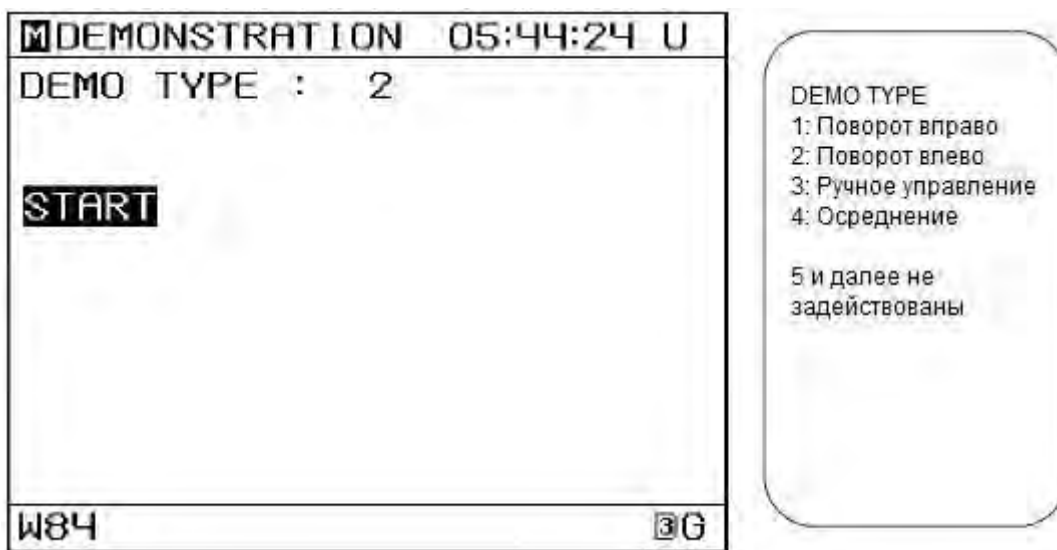 MDEMONSTRATION 05:44:24 U
DEMO TYPE : 2
START
W84 3G
DEMO TYPE
1: Поворот вправо
2: Поворот влево
3: Ручное управление
4: Осреднение
5 и далее не
задействованы